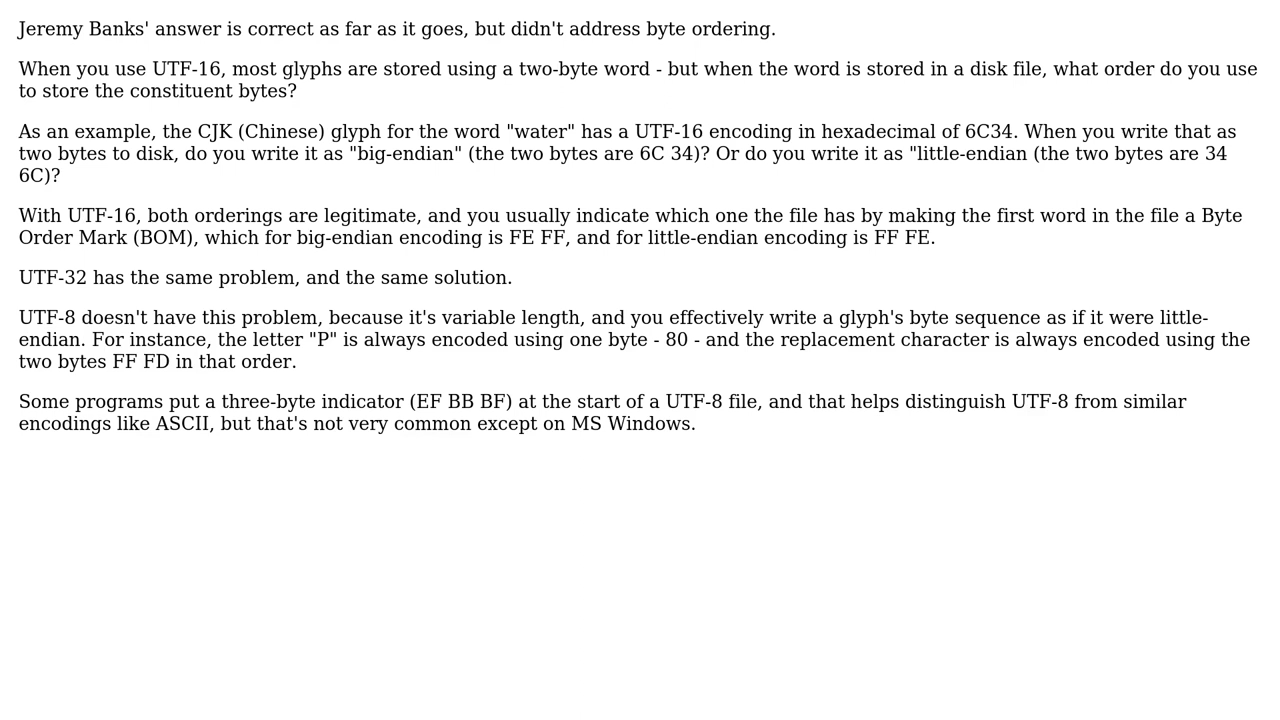 Jeremy Banks' answer is correct as far as it goes, but didn't address byte ordering.
When you use UTF-16, most glyphs are stored using a two-byte word - but when the word is stored in a disk file, what order do you use
to store the constituent bytes?
As an example, the CJK (Chinese) glyph for the word "water" has a UTF-16 encoding in hexadecimal of 6C34. When you write that as
two bytes to disk, do you write it as "big-endian" (the two bytes are 6C 34)? Or do you write it as "little-endian (the two bytes are 34
6C)?
With UTF-16, both orderings are legitimate, and you usually indicate which one the file has by making the first word in the file a Byte
Order Mark (BOM), which for big-endian encoding is FE FF, and for little-endian encoding is FF FE.
UTF-32 has the same problem, and the same solution.
UTF-8 doesn't have this problem, because it's variable length, and you effectively write a glyph's byte sequence as if it were little-
endian. For instance, the letter "P" is always encoded using one byte - 80 - and the replacement character is always encoded using the
two bytes FF FD in that order.
Some programs put a three-byte indicator (EF BB BF) at the start of a UTF-8 file, and that helps distinguish UTF-8 from similar
encodings like ASCII, but that's not very common except on MS Windows.